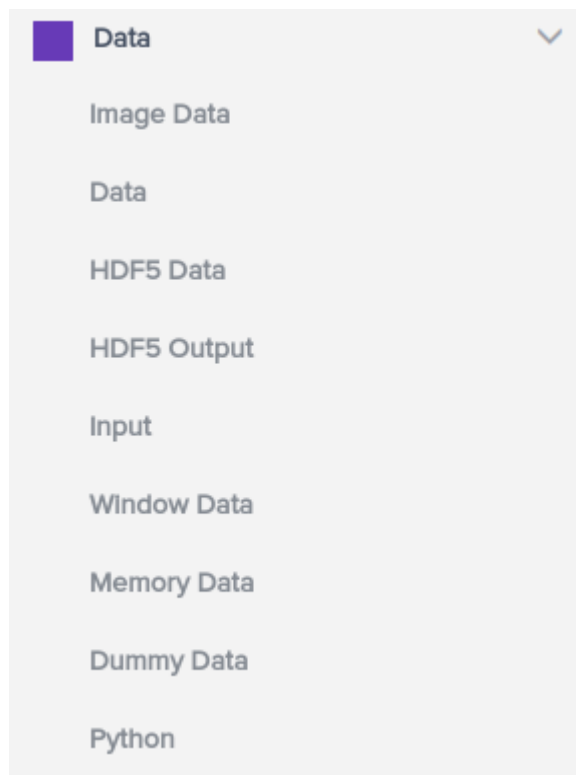 Data
Image Data
Data
HDF5 Data
HDF5 Output
Input
Window Data
Memory Data
Dummy Data
Python